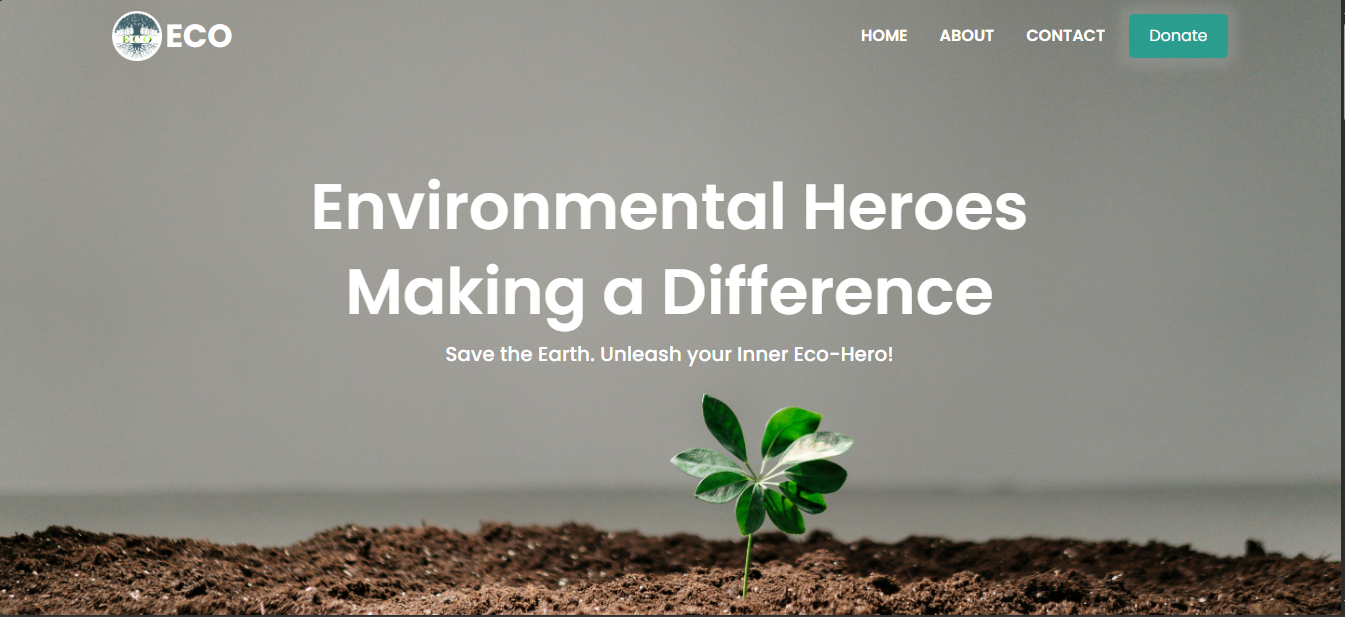 ECO
HOME ABOUT CONTACT Donate
Environmental Heroes
Making a Difference
Save the Earth. Unleash your Inner Eco-Hero!